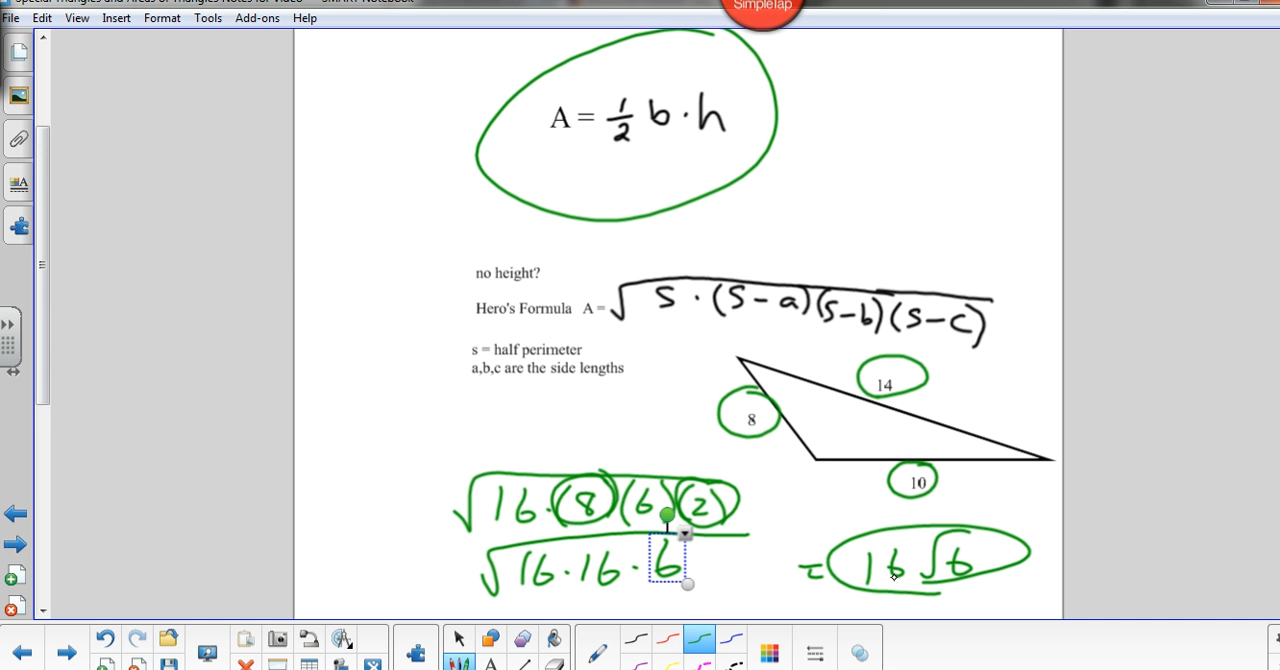 Special Triangles and Areas of Triangles Notes for Video - SMART Notebook
SimpleTap
File Edit View Insert Format Tools Add-ons Help
A = 1/2 b · h
no height?
Hero's Formula A = √s · (s - a)(s - b)(s - c)
s = half perimeter
a,b,c are the side lengths
14
8
10
√16 · (8)(6)(2)
√16 · 16 · 6
= 16√6
A